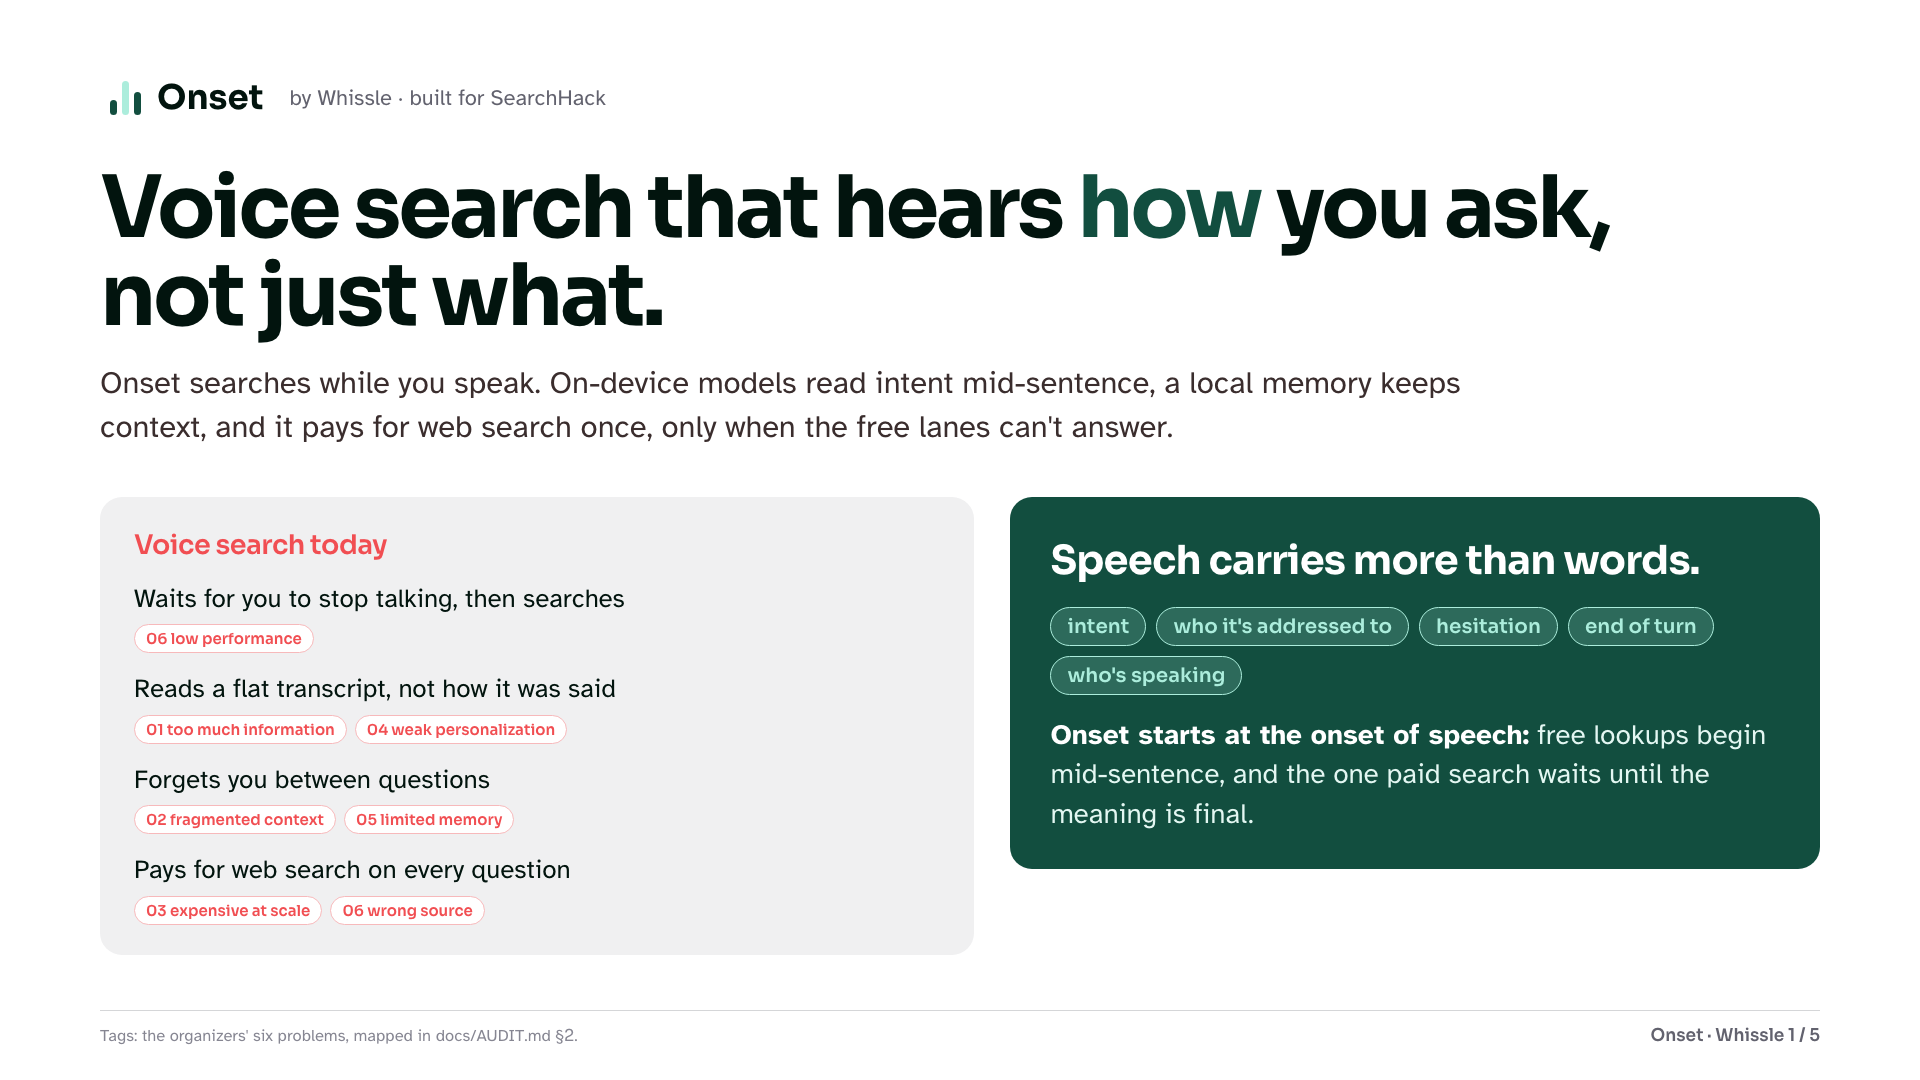 Onset by Whissle · built for SearchHack
Voice search that hears how you ask,
not just what.
Onset searches while you speak. On-device models read intent mid-sentence, a local memory keeps
context, and it pays for web search once, only when the free lanes can't answer.
Voice search today
Waits for you to stop talking, then searches
06 low performance
Reads a flat transcript, not how it was said
01 too much information 04 weak personalization
Forgets you between questions
02 fragmented context 05 limited memory
Pays for web search on every question
03 expensive at scale 06 wrong source
Speech carries more than words.
intent who it's addressed to hesitation end of turn
who's speaking
Onset starts at the onset of speech: free lookups begin
mid-sentence, and the one paid search waits until the
meaning is final.
Tags: the organizers' six problems, mapped in docs/AUDIT.md §2.
Onset · Whissle 1 / 5